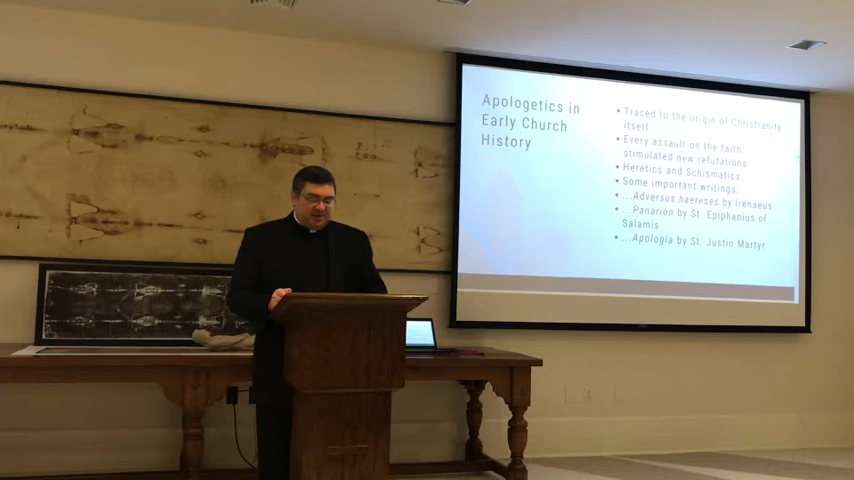 Apologetics in
Early Church
History
• Traced to the origin of Christianity
itself.
• Every assault on the faith
stimulated new refutations
• Heretics and Schismatics
• Some important writings:
• ...Adversus haereses by Irenaeus
• ...Panarion by St. Epiphanius of
Salamis
• ...Apologia by St. Justin Martyr